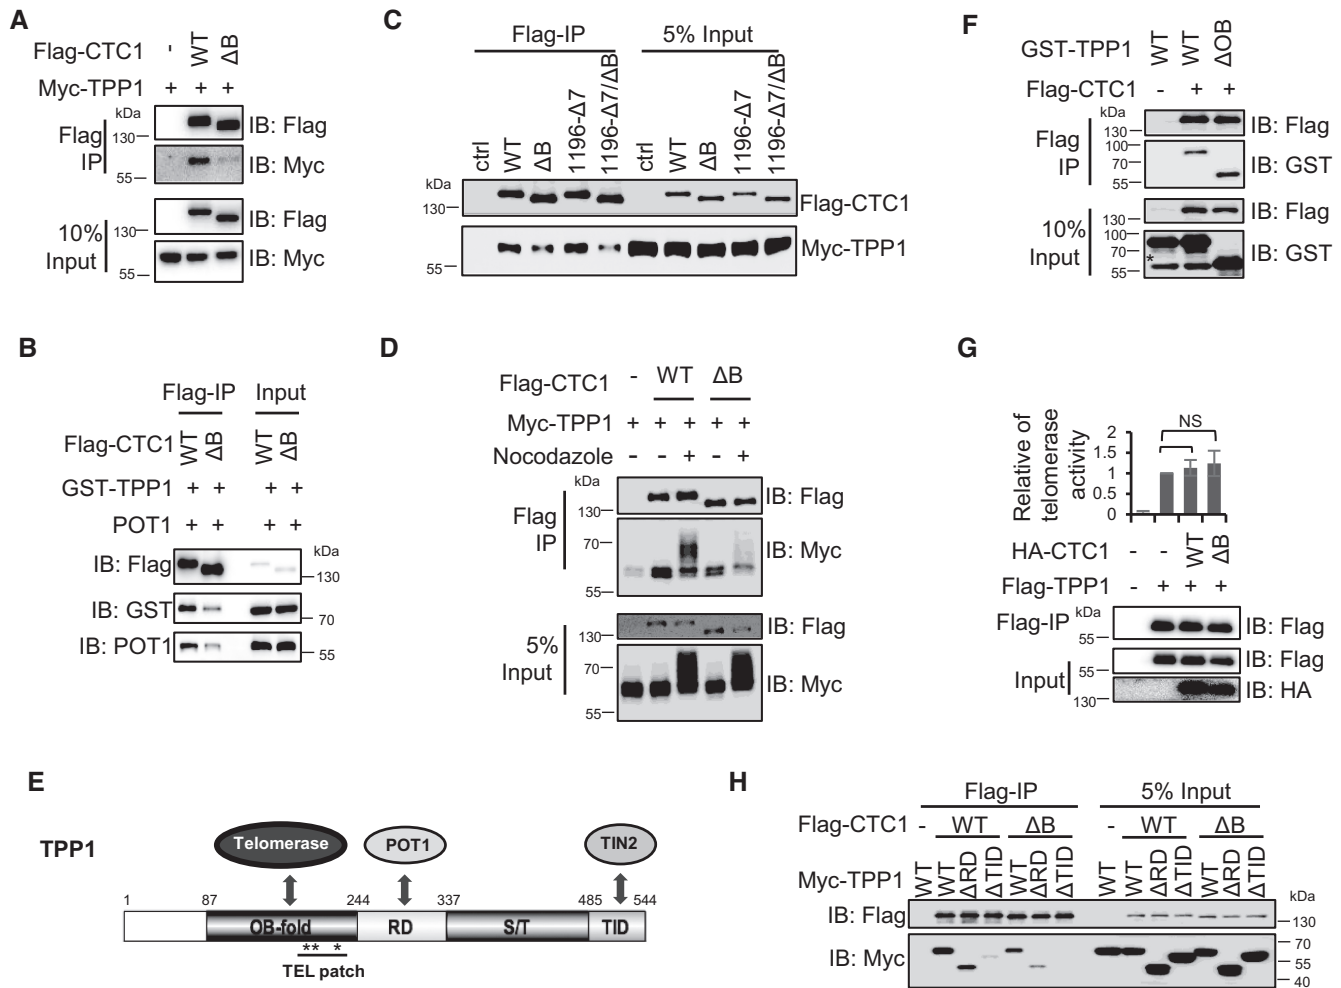 A
Flag-CTC1 - WT ΔB
Myc-TPP1 + + +
kDa
Flag IP
130
IB: Flag
55
IB: Myc
10% Input
130
IB: Flag
55
IB: Myc
B
Flag-IP Input
Flag-CTC1 WT ΔB WT ΔB
GST-TPP1 + + + +
POT1 + + + +
IB: Flag
kDa
130
IB: GST
70
IB: POT1
55
C
Flag-IP 5% Input
ctrl WT ΔB 1196-Δ7 1196-Δ7/ΔB ctrl WT ΔB 1196-Δ7 1196-Δ7/ΔB
kDa
130
Flag-CTC1
55
Myc-TPP1
D
Flag-CTC1 - WT ΔB
Myc-TPP1 + + + + +
Nocodazole - - + - +
kDa
Flag IP
130
IB: Flag
70
IB: Myc
55
5% Input
130
IB: Flag
70
IB: Myc
55
E
TPP1
Telomerase POT1 TIN2
1 87 244 337 485 544
OB-fold RD S/T TID
** *
TEL patch
F
GST-TPP1 WT WT ΔOB
Flag-CTC1 - + +
Flag IP
130
IB: Flag
100
70
55
IB: GST
10% Input
130
IB: Flag
100
70
*
55
IB: GST
G
Relative of telomerase activity
2
1.5
1
0.5
0
NS
HA-CTC1 - - WT ΔB
Flag-TPP1 - + + +
kDa
Flag-IP
55
IB: Flag
Input
55
IB: Flag
130
IB: HA
H
Flag-IP 5% Input
Flag-CTC1 - WT ΔB - WT ΔB
Myc-TPP1 WT WT ΔRD ΔTID WT ΔRD ΔTID WT WT ΔRD ΔTID WT ΔRD ΔTID
kDa
IB: Flag
130
IB: Myc
70
55
40